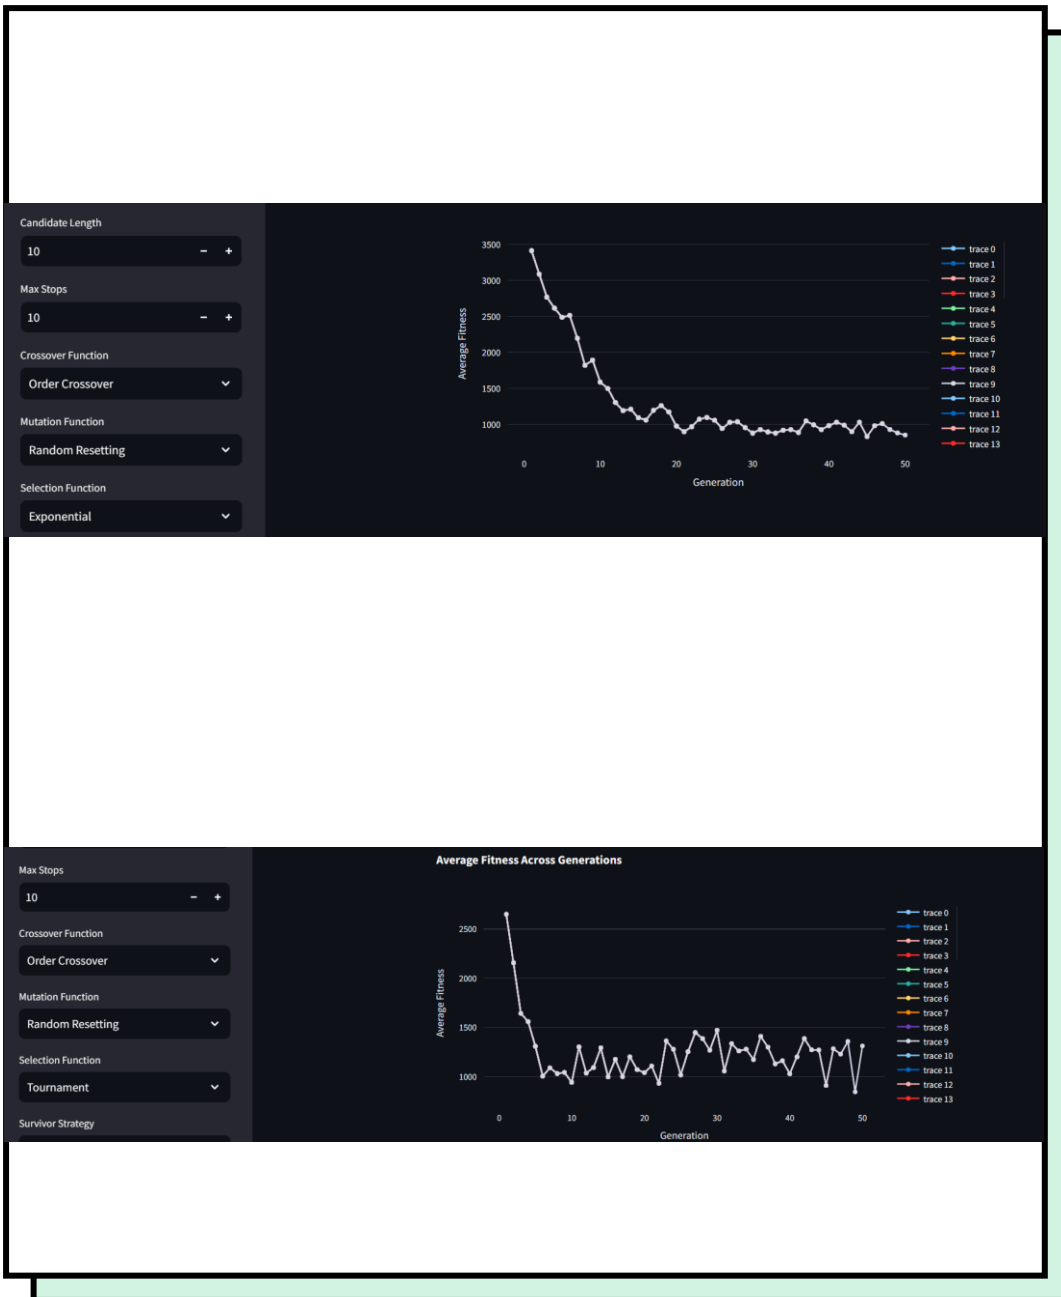 Candidate Length
10 − +
Max Stops
10 − +
Crossover Function
Order Crossover
Mutation Function
Random Resetting
Selection Function
Exponential
3500
3000
2500
2000
1500
1000
Average Fitness
0 10 20 30 40 50
Generation
trace 0
trace 1
trace 2
trace 3
trace 4
trace 5
trace 6
trace 7
trace 8
trace 9
trace 10
trace 11
trace 12
trace 13
Max Stops
10 − +
Crossover Function
Order Crossover
Mutation Function
Random Resetting
Selection Function
Tournament
Survivor Strategy
Average Fitness Across Generations
2500
2000
1500
1000
Average Fitness
0 10 20 30 40 50
Generation
trace 0
trace 1
trace 2
trace 3
trace 4
trace 5
trace 6
trace 7
trace 8
trace 9
trace 10
trace 11
trace 12
trace 13